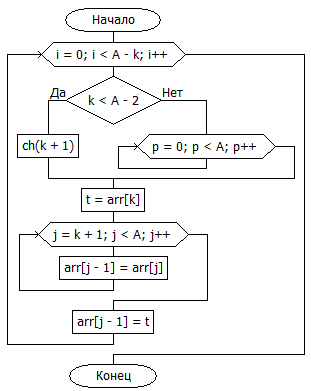 Начало
i = 0; i < A - k; i++
Да
k < A - 2
Нет
ch(k + 1)
p = 0; p < A; p++
t = arr[k]
j = k + 1; j < A; j++
arr[j - 1] = arr[j]
arr[j - 1] = t
Конец